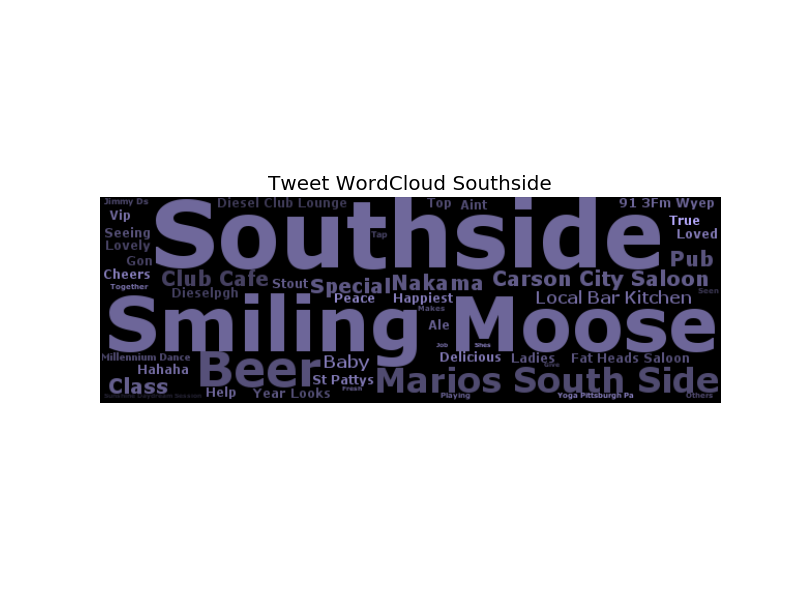 Tweet WordCloud Southside
Jimmy Ds
Diesel Club Lounge
Top
Aint
91 3Fm Wyep
Vip
Southside
True
Seeing
Tap
Loved
Lovely
Gon
Pub
Cheers
Club Cafe
Stout
Special
Nakama
Carson City Saloon
Together
Dieselpgh
Peace
Happiest
Local Bar Kitchen
Seen
Smiling Moose
Makes
Ale
Job
Shes
Millennium Dance
Beer
Baby
Delicious
Ladies
Fat Heads Saloon
Hahaha
St Pattys
Marios South Side
Class
Help
Fresh
Year Looks
Playing
Yoga Pittsburgh Pa
Others